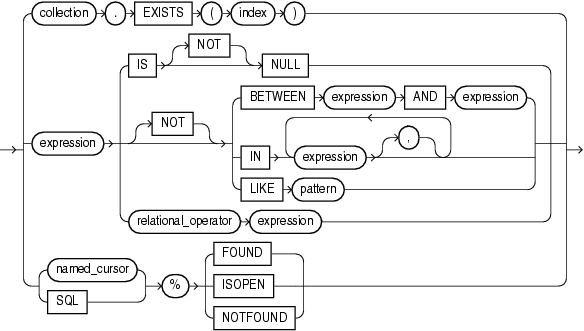 collection . EXISTS ( index )
IS NOT NULL
expression NOT BETWEEN expression AND expression
IN expression ,
LIKE pattern
relational_operator expression
named_cursor SQL % FOUND
ISOPEN
NOTFOUND